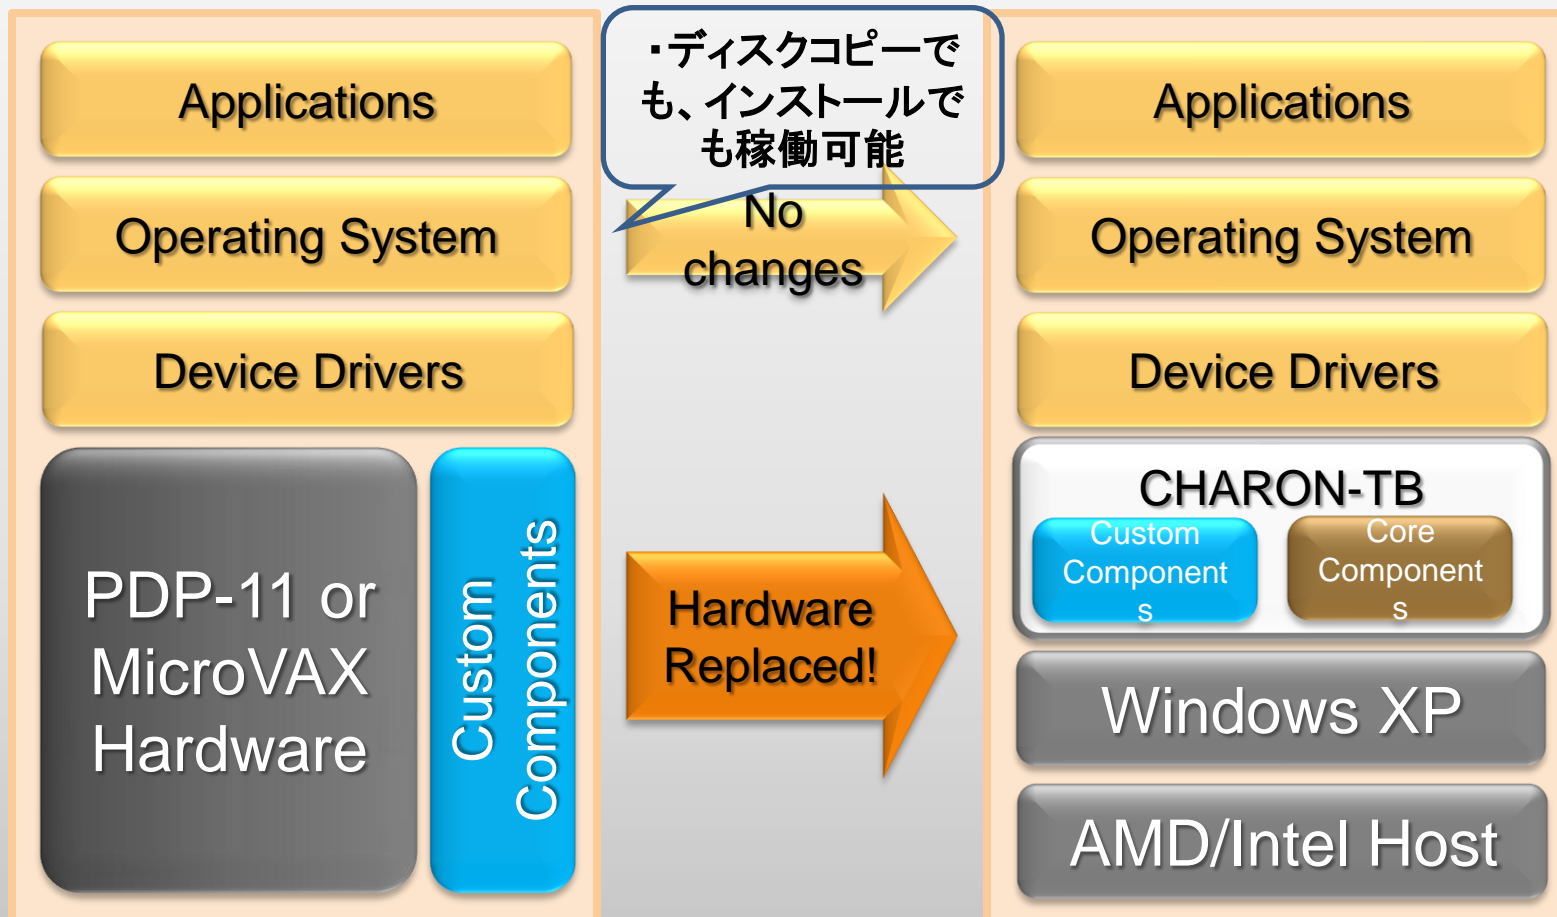 Applications
Operating System
Device Drivers
PDP-11 or
MicroVAX
Hardware
Custom
Components
・ディスクコピーで
も、インストールで
も稼働可能
No
changes
Hardware
Replaced!
Applications
Operating System
Device Drivers
CHARON-TB
Custom
Component
s
Core
Component
s
Windows XP
AMD/Intel Host